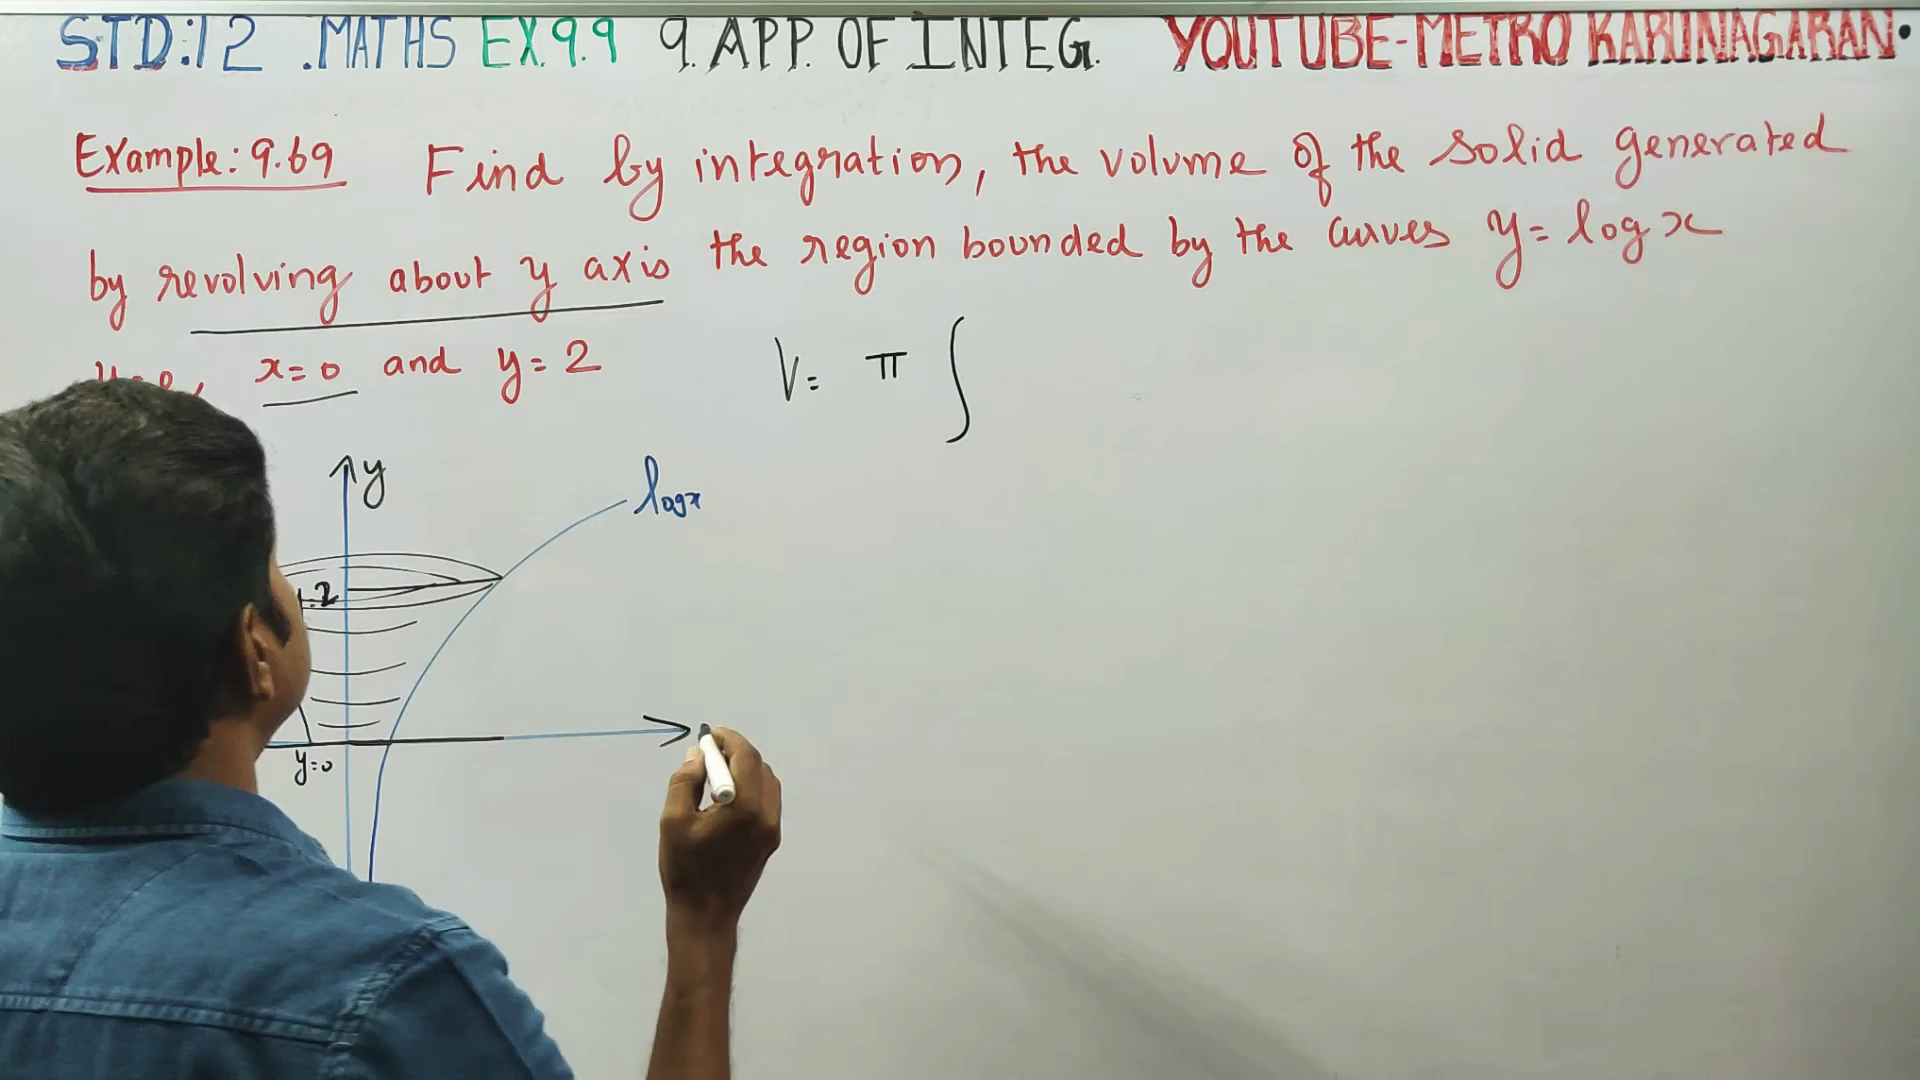 STD:12 .MATHS EX.9.9 9.APP. OF INTEG. YOUTUBE-METRO KARUNAGARAN.
Example: 9.69 Find by integration, the volume of the solid generated
by revolving about y axis the region bounded by the curves y= log x
x=0 and y= 2
V= π ∫
y
log x
2
y=0